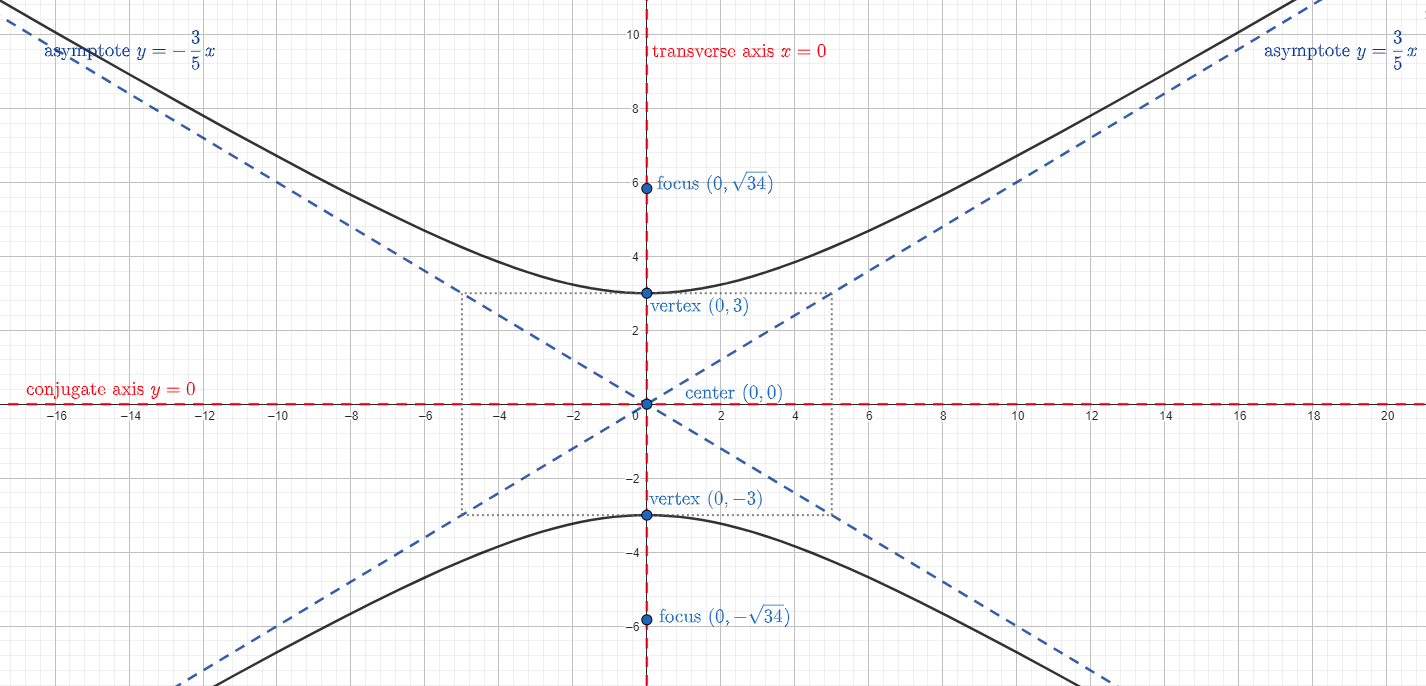 10
asymptote y = −3/5 x
transverse axis x = 0
asymptote y = 3/5 x
8
6
focus (0, √34)
4
vertex (0, 3)
2
conjugate axis y = 0
center (0, 0)
−16 −14 −12 −10 −8 −6 −4 −2 0 2 4 6 8 10 12 14 16 18 20
−2
vertex (0, −3)
−4
focus (0, −√34)
−6